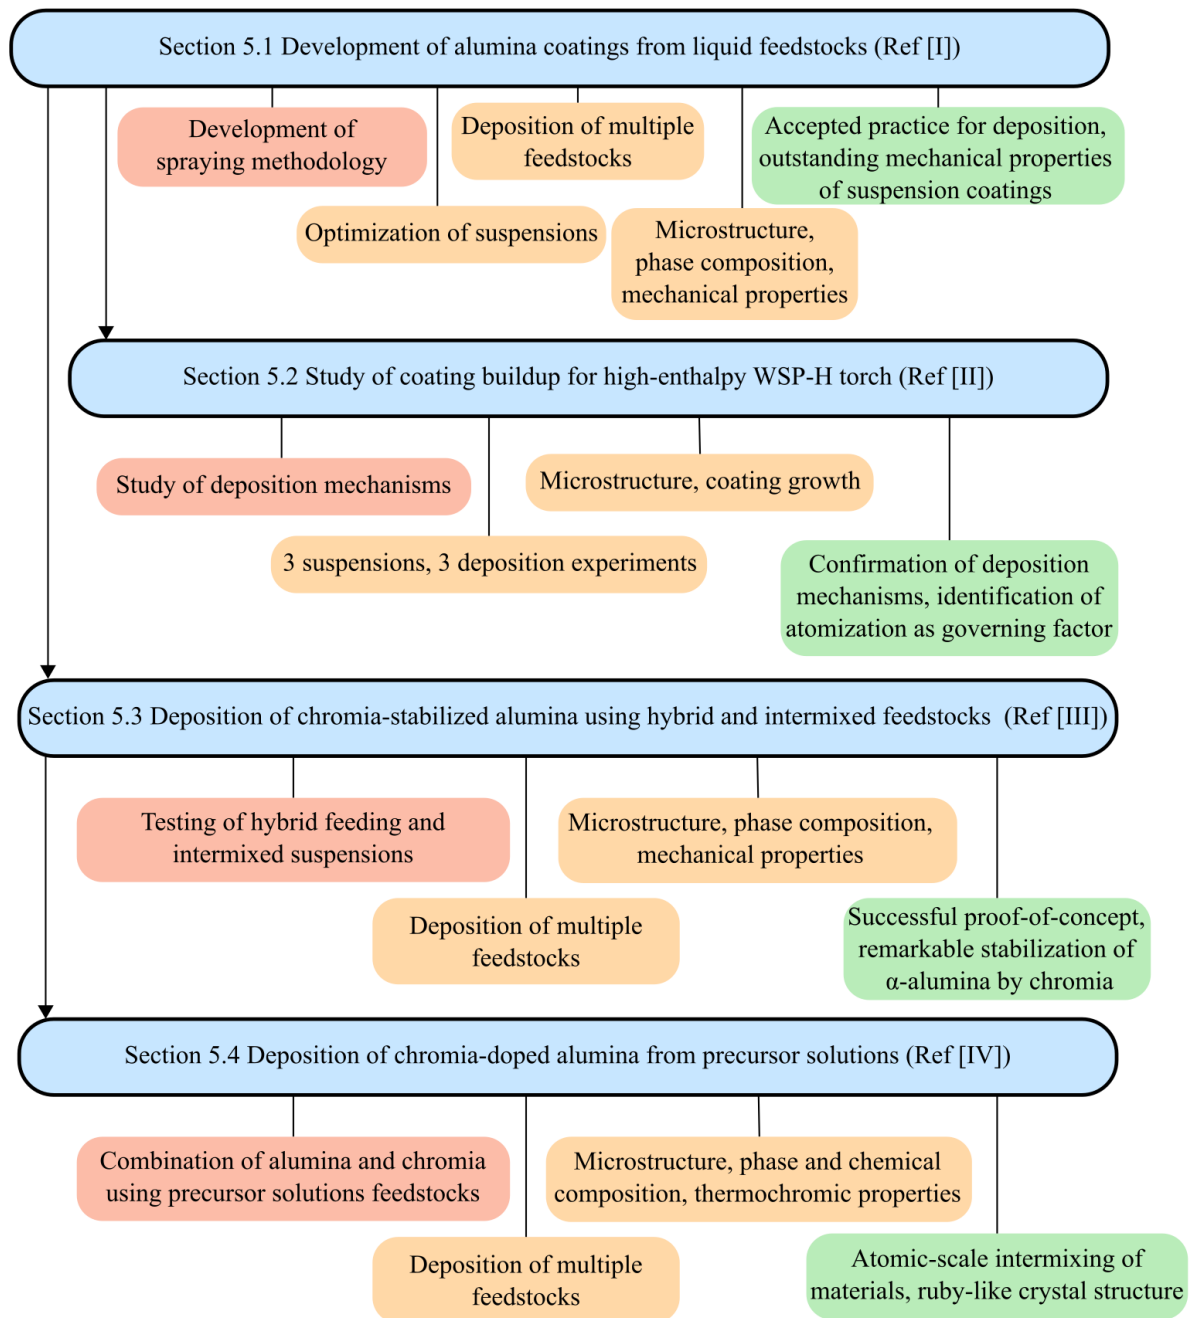 Section 5.1 Development of alumina coatings from liquid feedstocks (Ref [I])
Development of
spraying methodology
Deposition of multiple
feedstocks
Accepted practice for deposition,
outstanding mechanical properties
of suspension coatings
Optimization of suspensions
Microstructure,
phase composition,
mechanical properties
Section 5.2 Study of coating buildup for high-enthalpy WSP-H torch (Ref [II])
Study of deposition mechanisms
Microstructure, coating growth
3 suspensions, 3 deposition experiments
Confirmation of deposition
mechanisms, identification of
atomization as governing factor
Section 5.3 Deposition of chromia-stabilized alumina using hybrid and intermixed feedstocks (Ref [III])
Testing of hybrid feeding and
intermixed suspensions
Microstructure, phase composition,
mechanical properties
Deposition of multiple
feedstocks
Successful proof-of-concept,
remarkable stabilization of
α-alumina by chromia
Section 5.4 Deposition of chromia-doped alumina from precursor solutions (Ref [IV])
Combination of alumina and chromia
using precursor solutions feedstocks
Microstructure, phase and chemical
composition, thermochromic properties
Deposition of multiple
feedstocks
Atomic-scale intermixing of
materials, ruby-like crystal structure